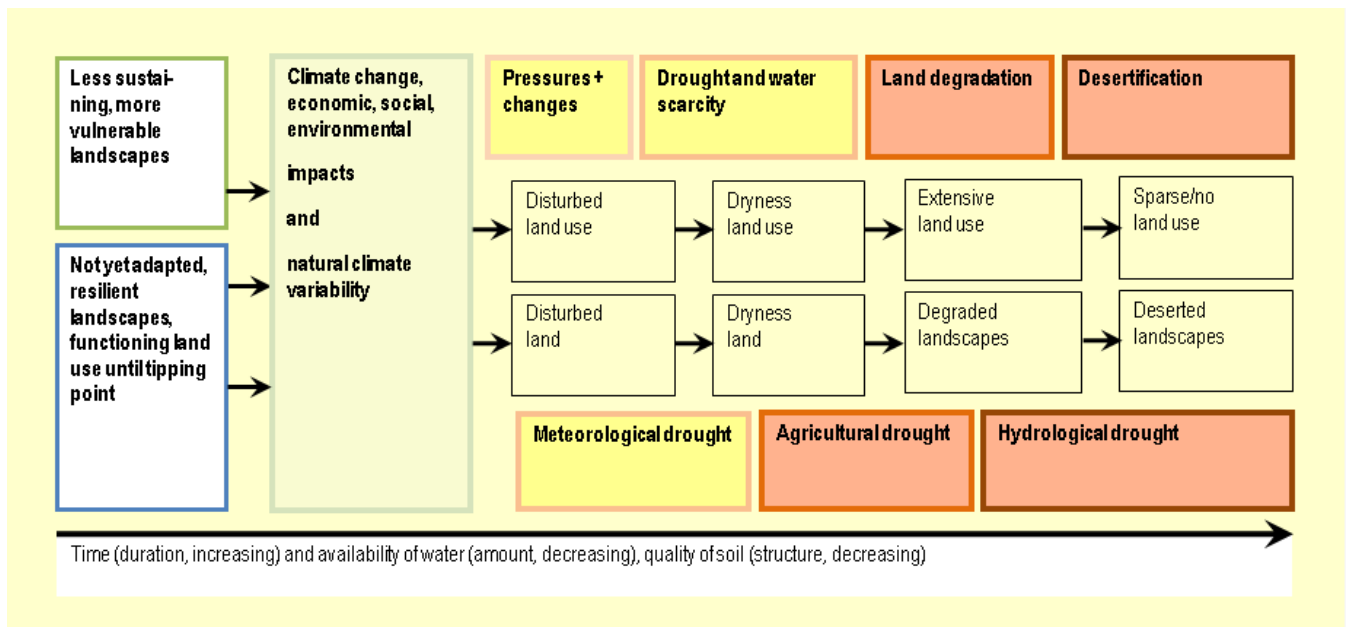 Less sustai-
ning, more
vulnerable
landscapes
Not yet adapted,
resilient
landscapes,
functioning land
use until tipping
point
Climate change,
economic, social,
environmental
impacts
and
natural climate
variability
Pressures +
changes
Drought and water
scarcity
Land degradation
Desertification
Disturbed
land use
Dryness
land use
Extensive
land use
Sparse/no
land use
Disturbed
land
Dryness
land
Degraded
landscapes
Deserted
landscapes
Meteorological drought
Agricultural drought
Hydrological drought
Time (duration, increasing) and availability of water (amount, decreasing), quality of soil (structure, decreasing)